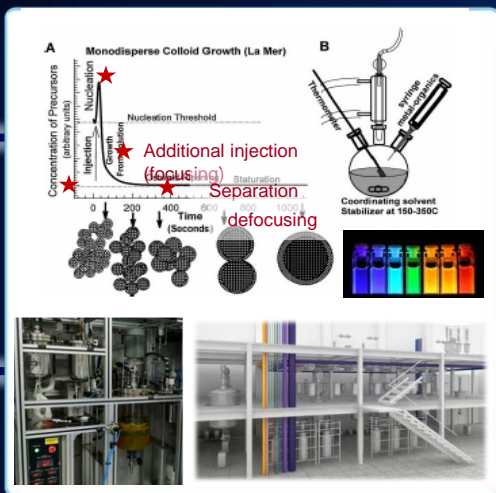 A
Monodisperse Colloid Growth (La Mer)
Concentration of Precursors
(arbitrary units)
Nucleation
Nucleation Threshold
Injection
Growth
From Solution
Additional injection
(focusing)
Separation
defocusing
Saturation
0
200
400
600
800
1000
Time
(Seconds)
B
Thermometer
syringe
metal-organics
Coordinating solvent
Stabilizer at 150-350C